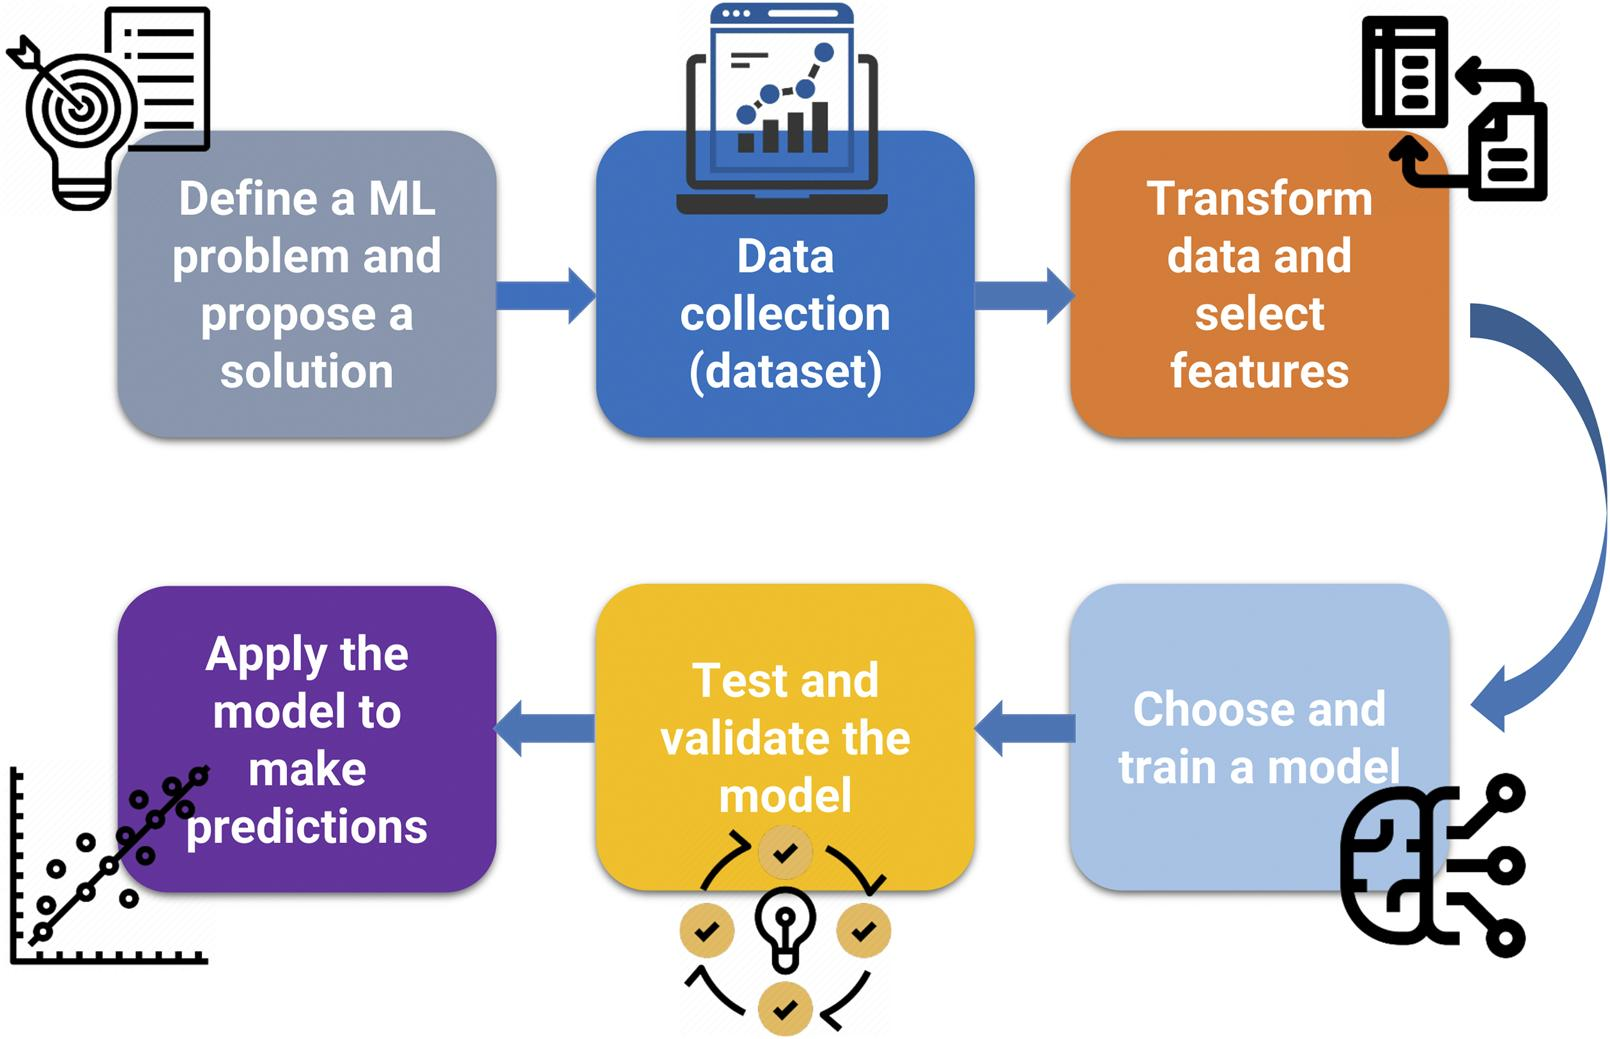 Define a ML
problem and
propose a
solution
Data
collection
(dataset)
Transform
data and
select
features
Choose and
train a model
Test and
validate the
model
Apply the
model to
make
predictions